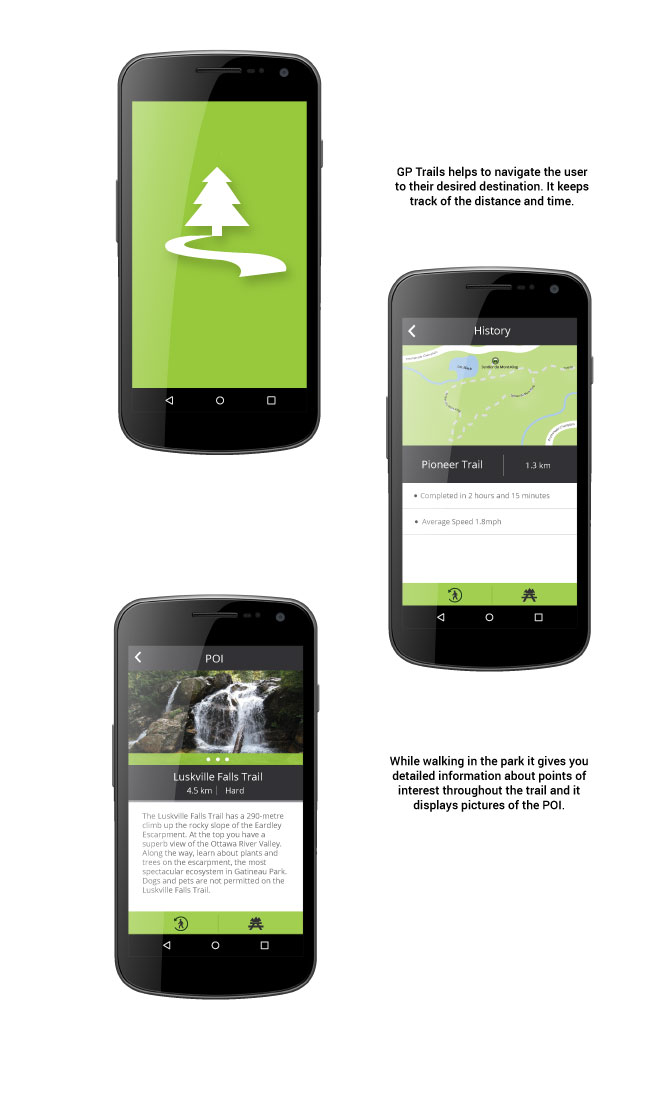 GP Trails helps to navigate the user
to their desired destination. It keeps
track of the distance and time.
History
Pioneer Trail
1.3 km
• Completed in 2 hours and 15 minutes
• Average Speed 1.8mph
POI
Luskville Falls Trail
4.5 km | Hard
The Luskville Falls Trail has a 290-metre
climb up the rocky slope of the Eardley
Escarpment. At the top you have a
superb view of the Ottawa River Valley.
Along the way, learn about plants and
trees on the escarpment, the most
spectacular ecosystem in Gatineau Park.
Dogs and pets are not permitted on the
Luskville Falls Trail.
While walking in the park it gives you
detailed information about points of
interest throughout the trail and it
displays pictures of the POI.